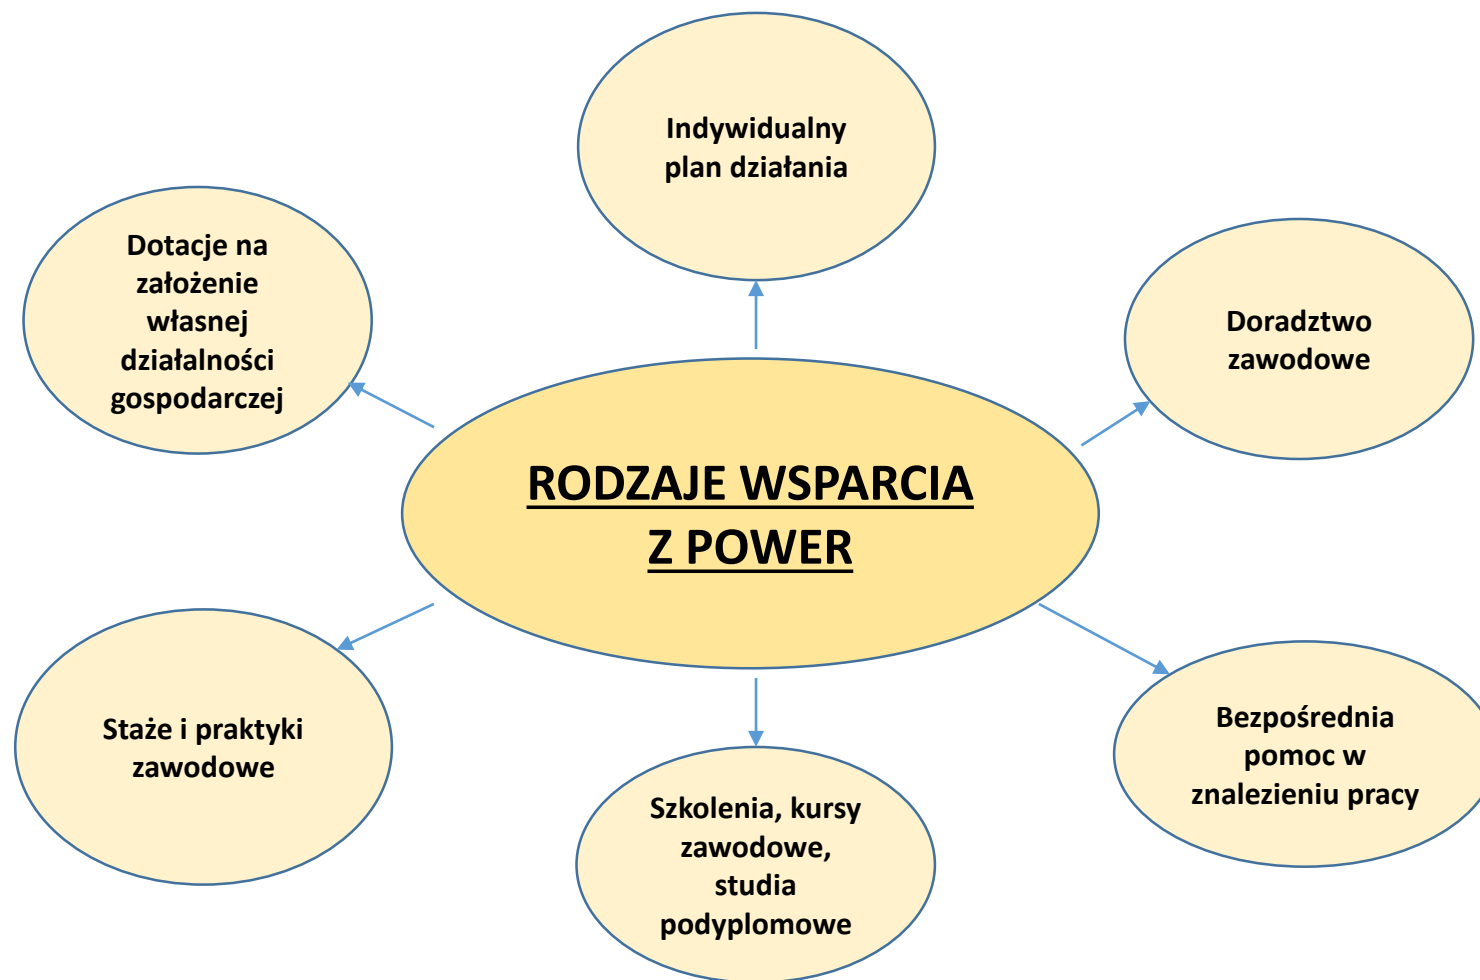 Indywidualny
plan działania
Dotacje na
założenie
własnej
działalności
gospodarczej
Doradztwo
zawodowe
RODZAJE WSPARCIA
Z POWER
Staże i praktyki
zawodowe
Bezpośrednia
pomoc w
znalezieniu pracy
Szkolenia, kursy
zawodowe,
studia
podyplomowe